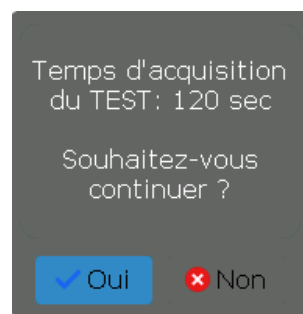 Temps d'acquisition
du TEST: 120 sec
Souhaitez-vous
continuer ?
Oui
Non